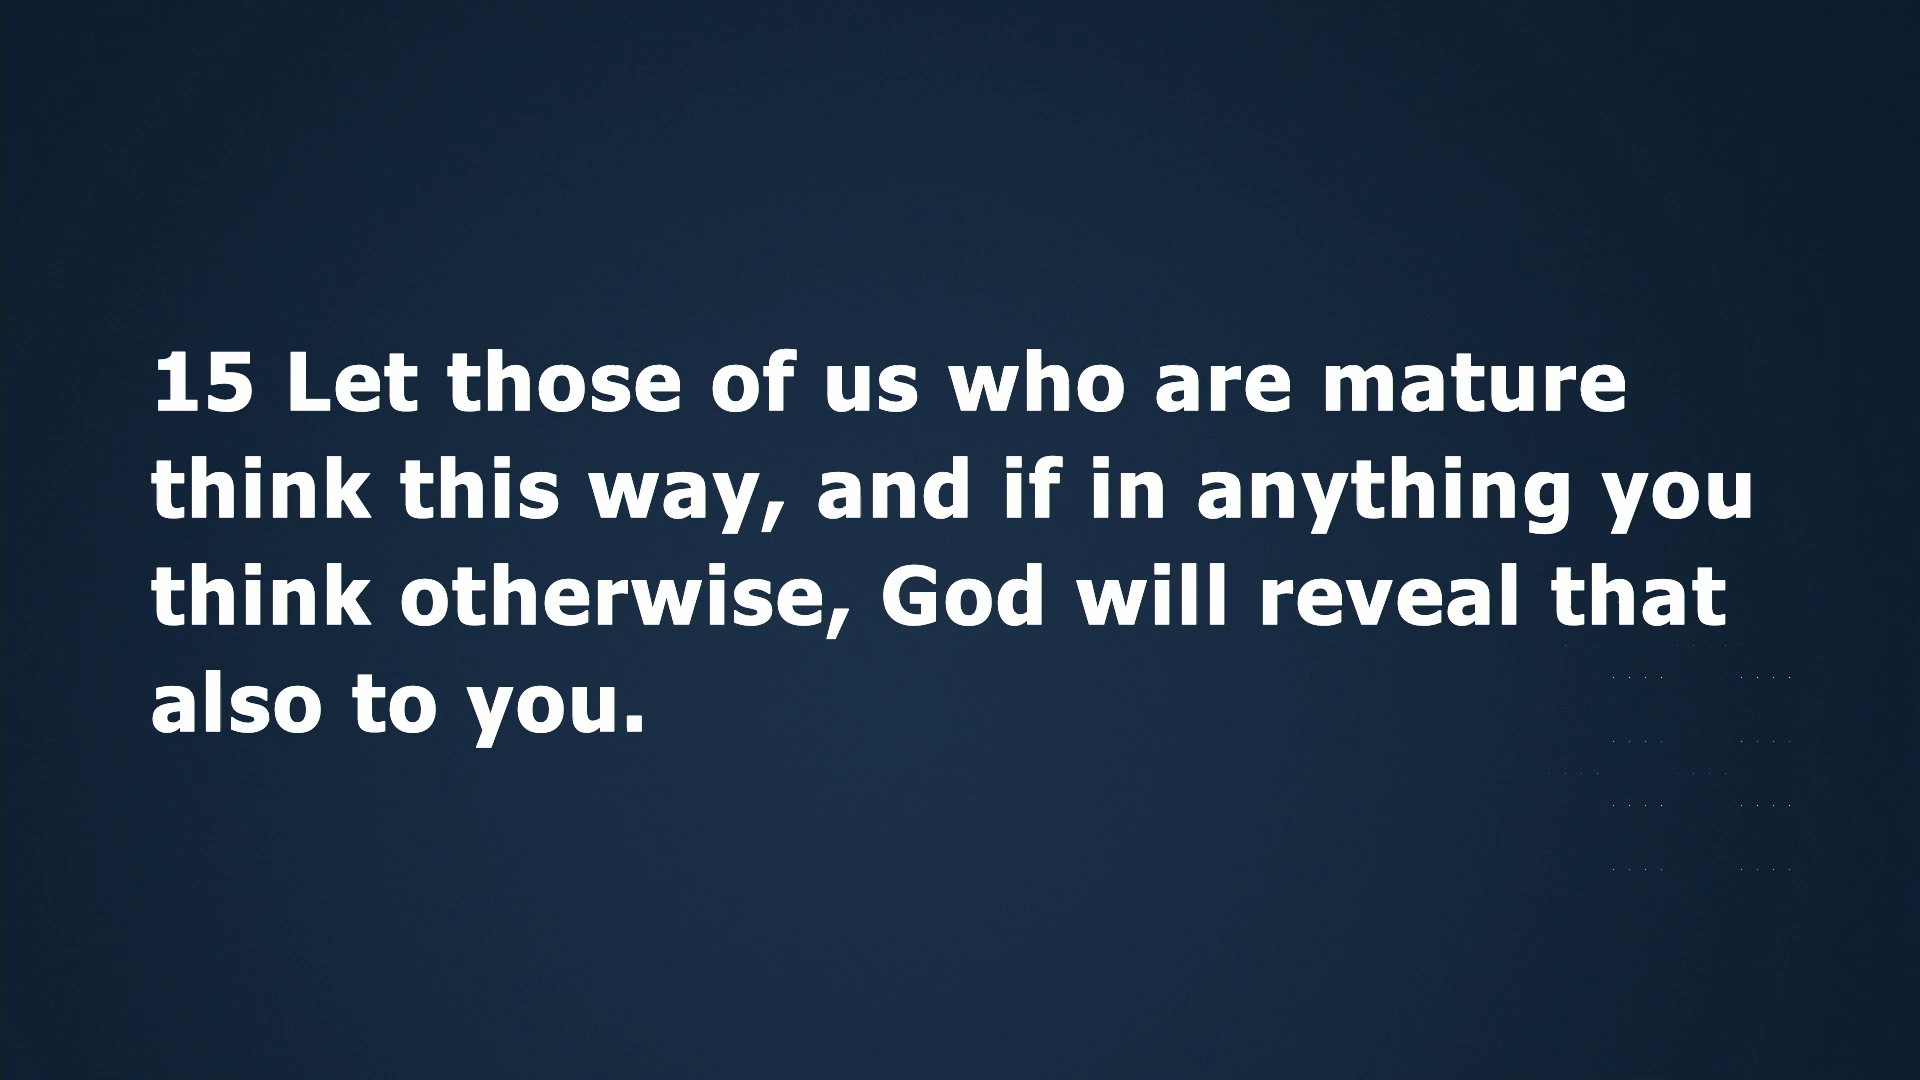 15 Let those of us who are mature
think this way, and if in anything you
think otherwise, God will reveal that
also to you.